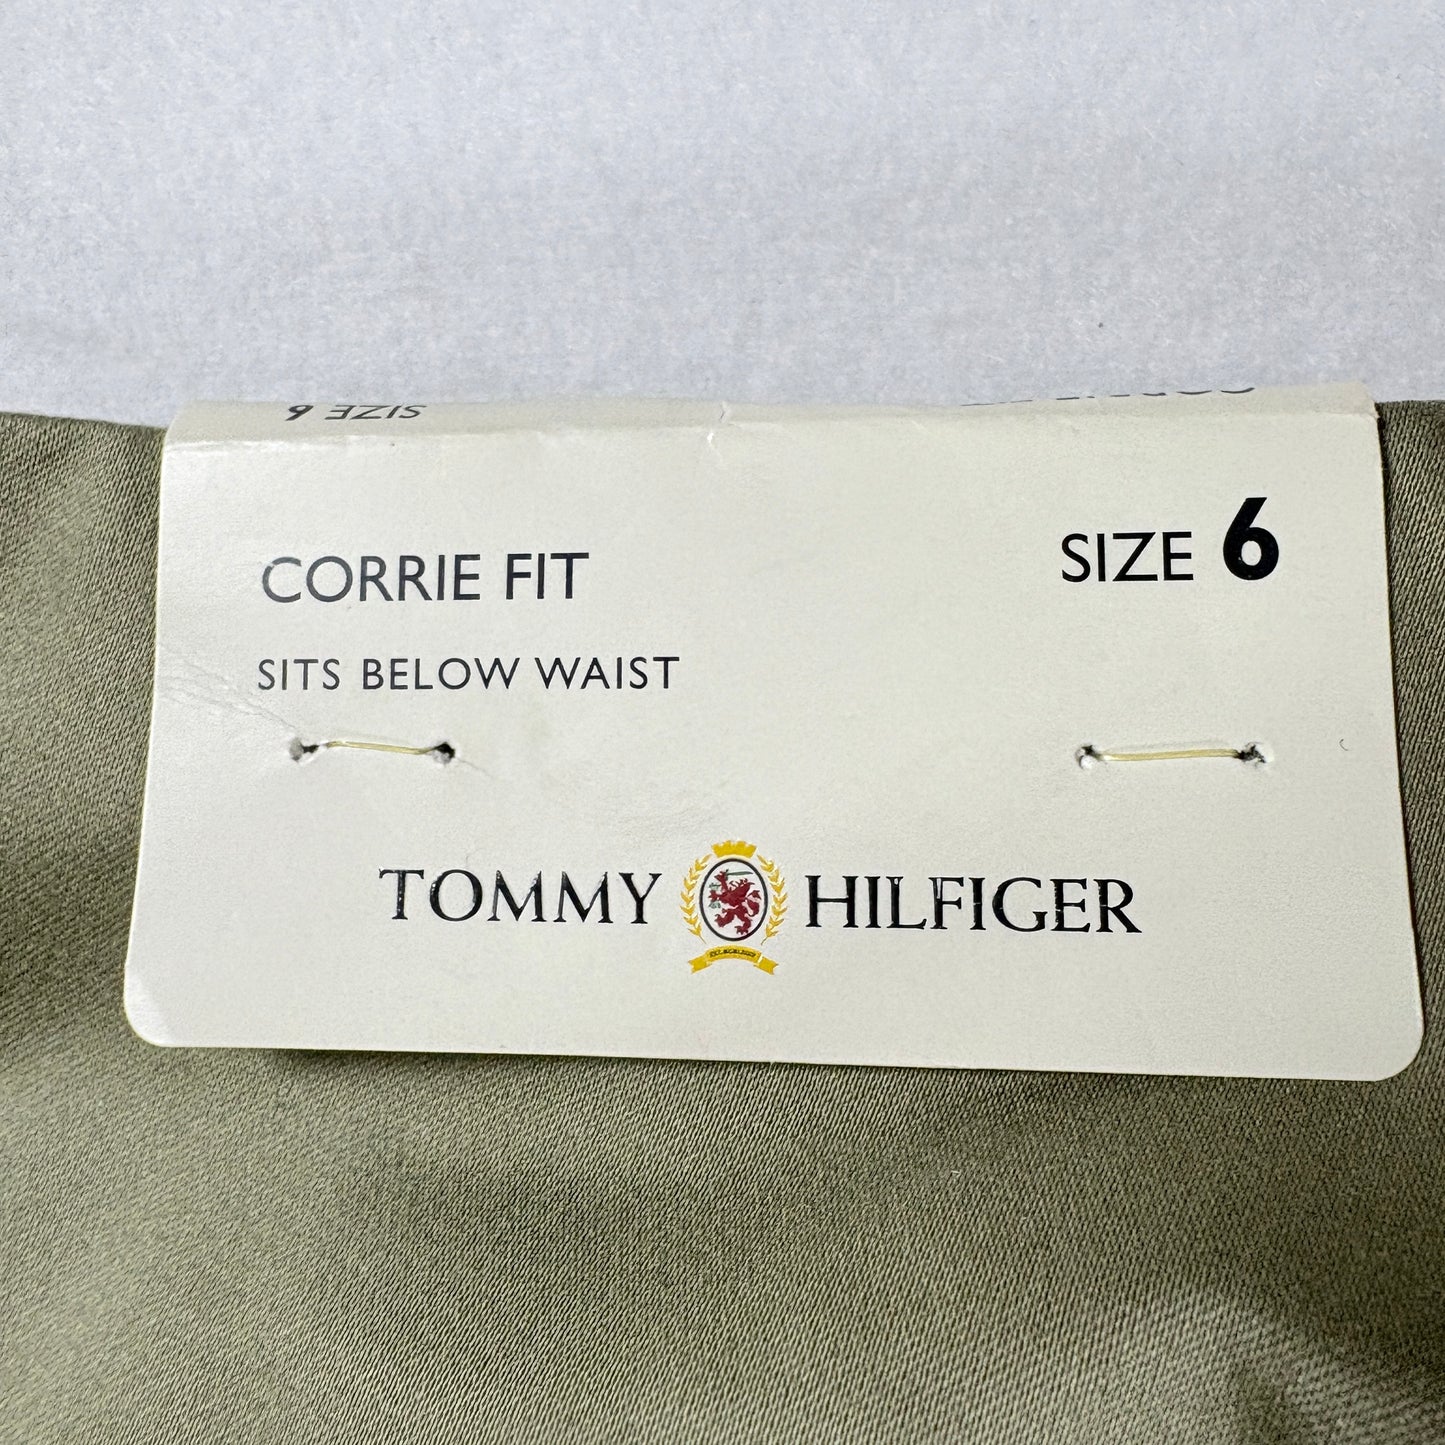 SIZE 6
CORRIE FIT
SIZE 6
SITS BELOW WAIST
TOMMY HILFIGER